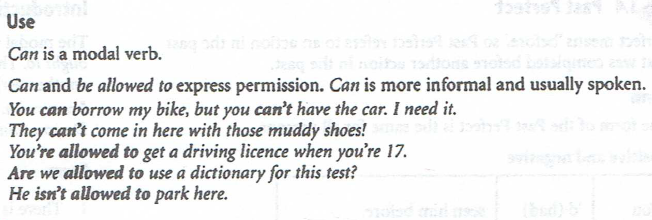 Use
Can is a modal verb.
Can and be allowed to express permission. Can is more informal and usually spoken.
You can borrow my bike, but you can't have the car. I need it.
They can't come in here with those muddy shoes!
You're allowed to get a driving licence when you're 17.
Are we allowed to use a dictionary for this test?
He isn't allowed to park here.